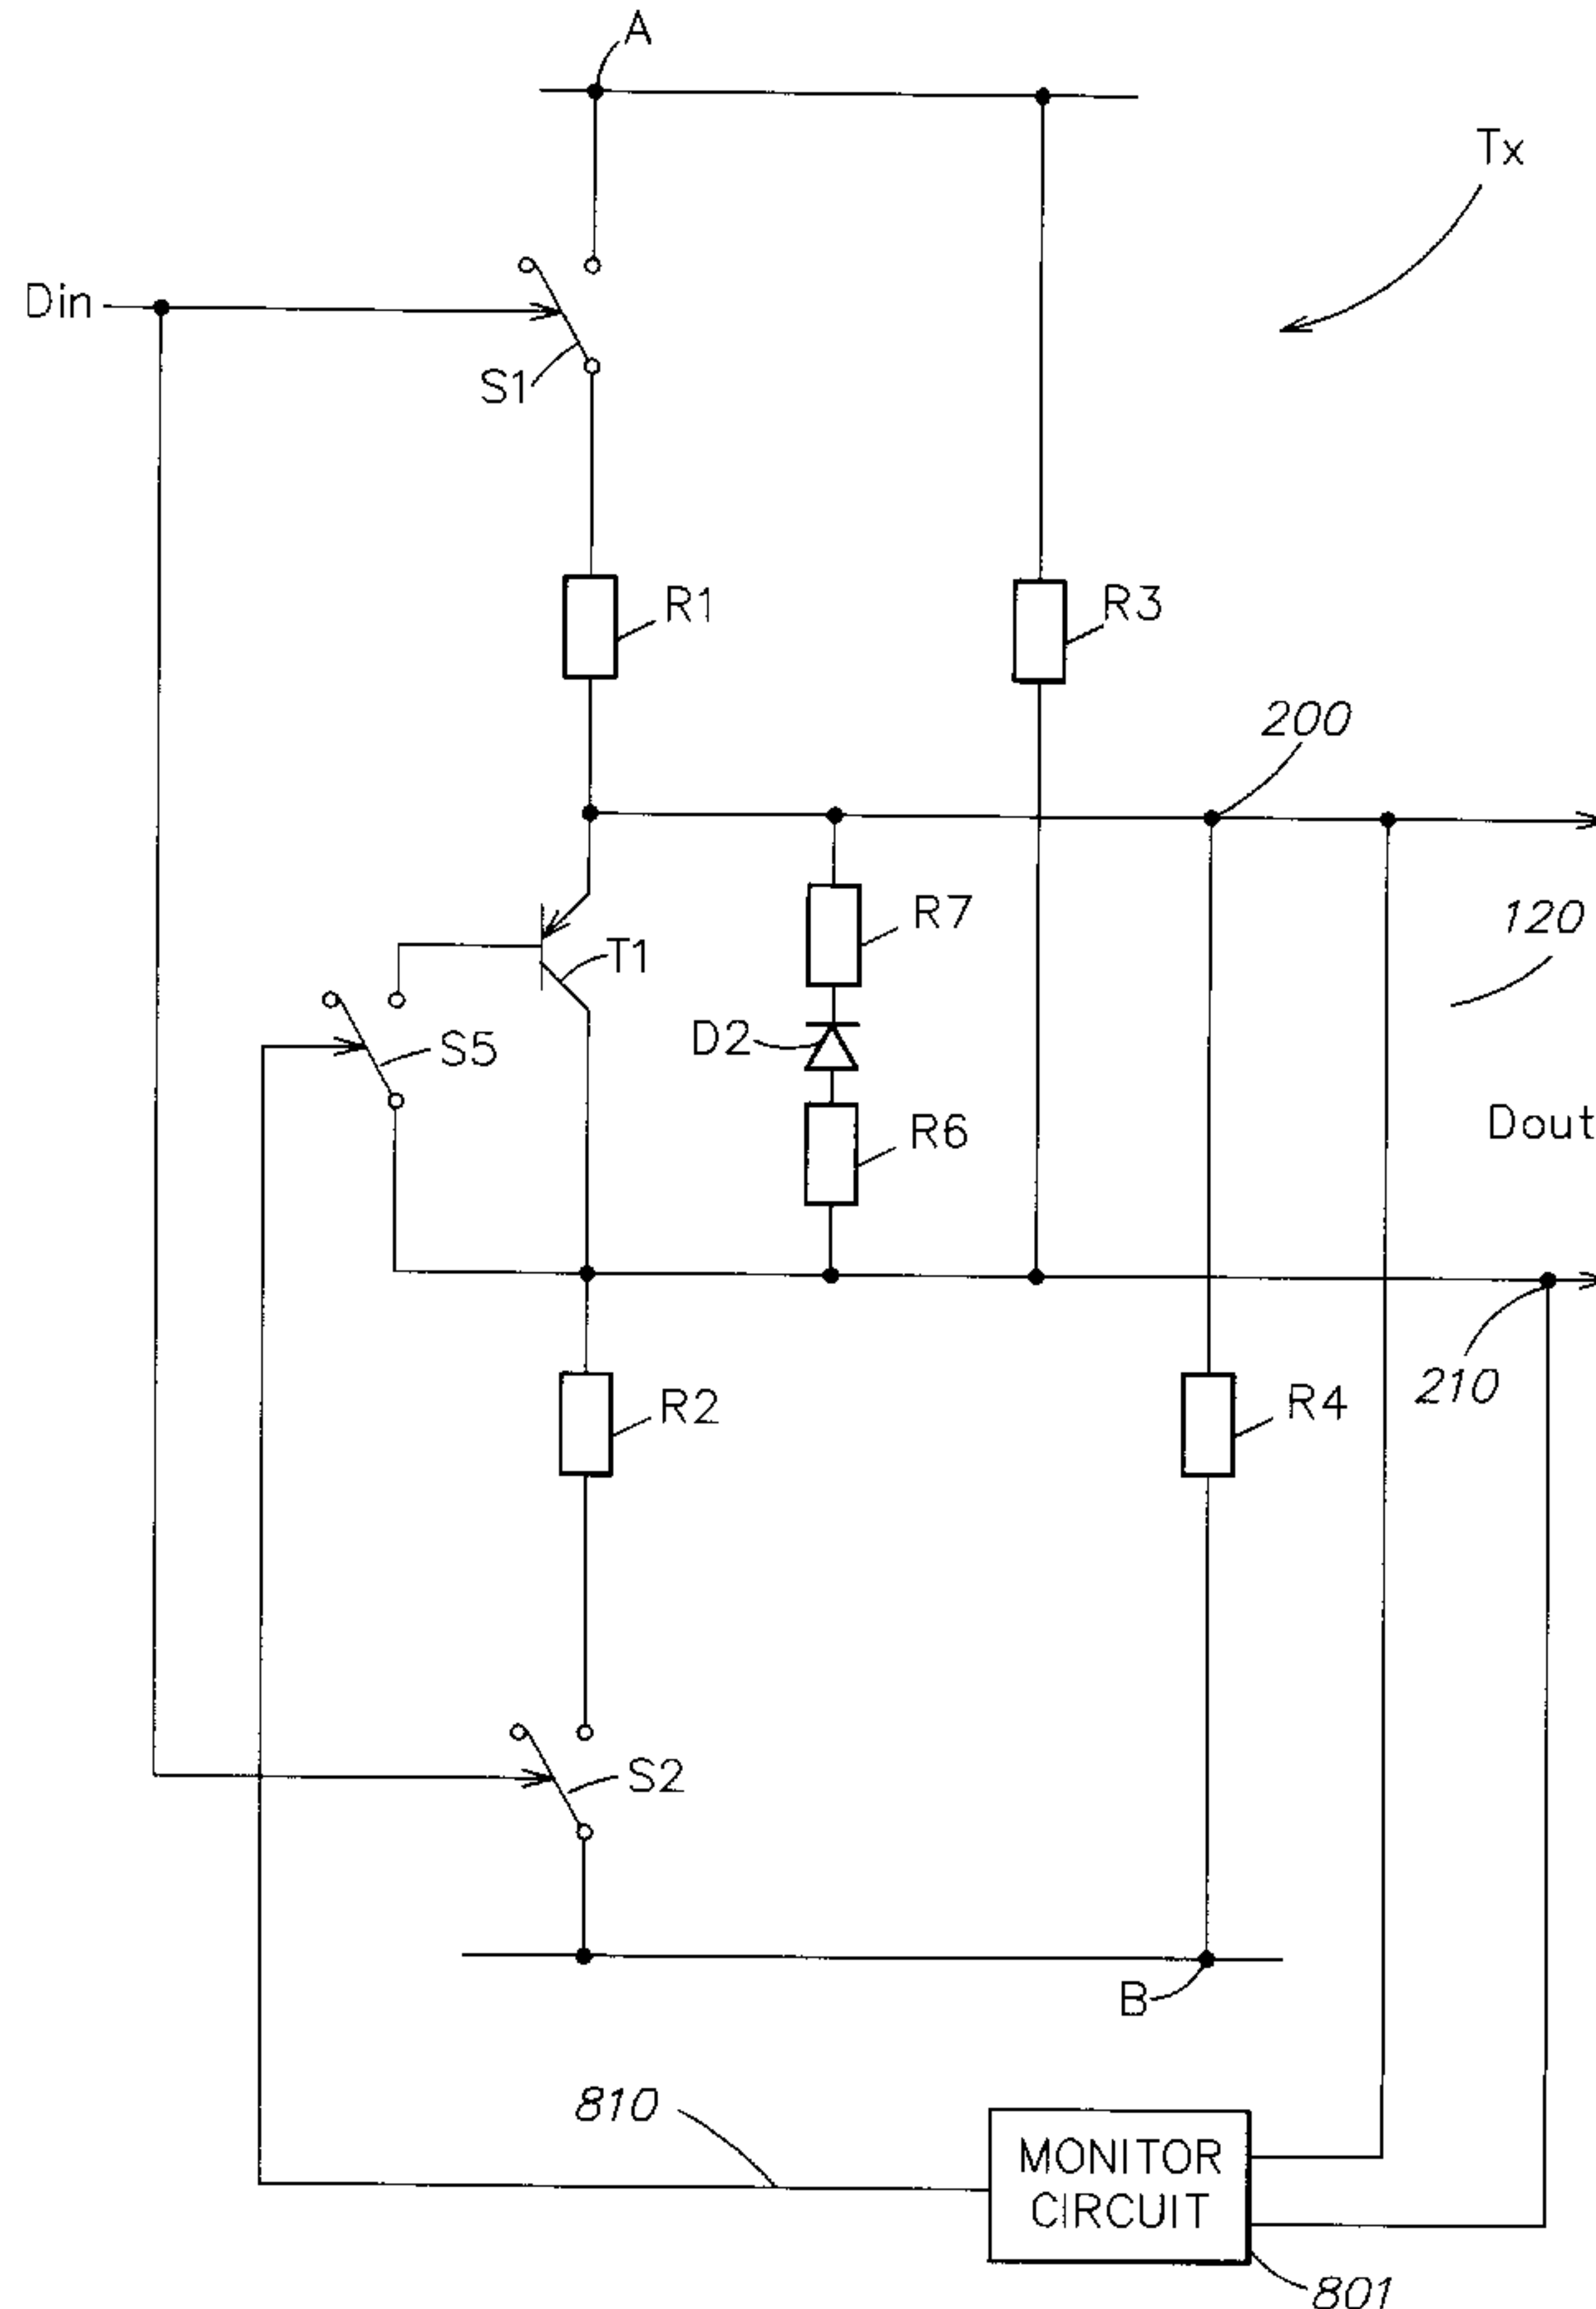 A
Tx
Din
S1
R1
R3
200
R7
120
T1
D2
S5
R6
Dout
R2
R4
210
S2
B
810
MONITOR
CIRCUIT
801